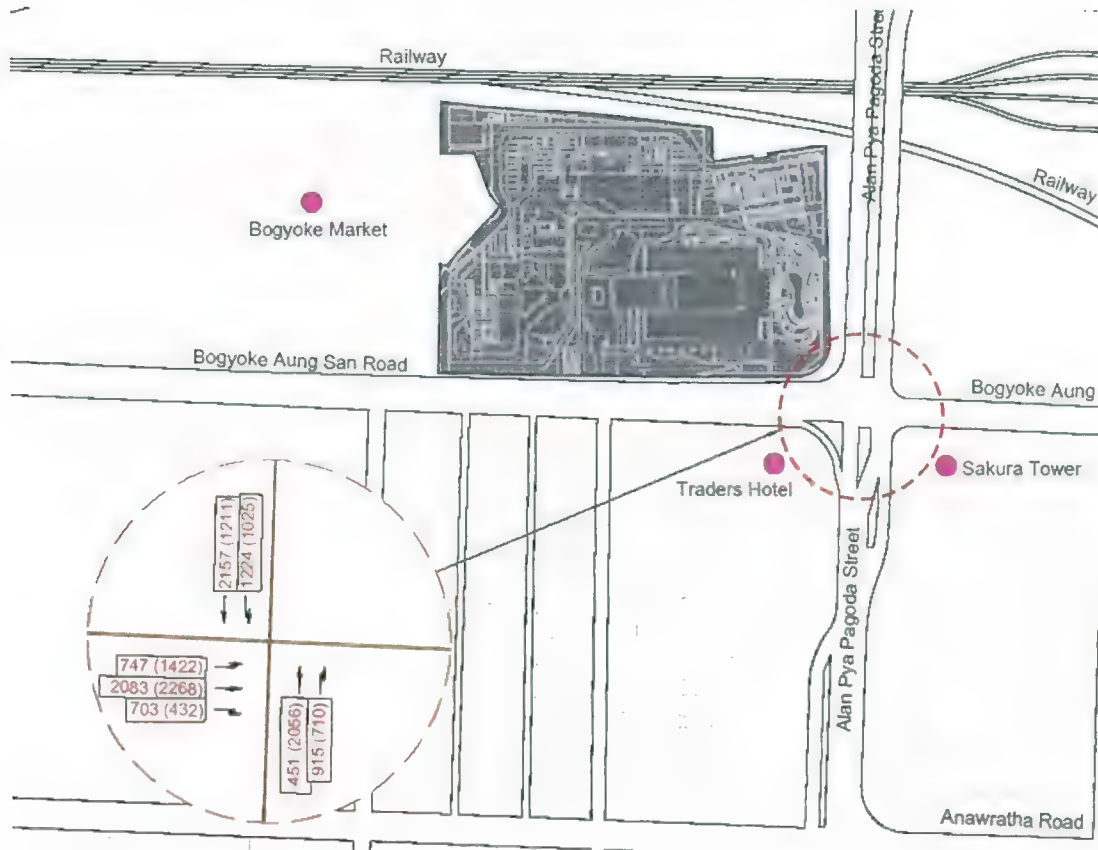 Railway
Alan Pya Pagoda Stree
Railway
Bogyoke Market
Bogyoke Aung San Road
Bogyoke Aung
Traders Hotel
Sakura Tower
2157 (1211)
1224 (1025)
747 (1422)
2083 (2268)
703 (432)
451 (2056)
915 (710)
Alan Pya Pagoda Street
Anawratha Road